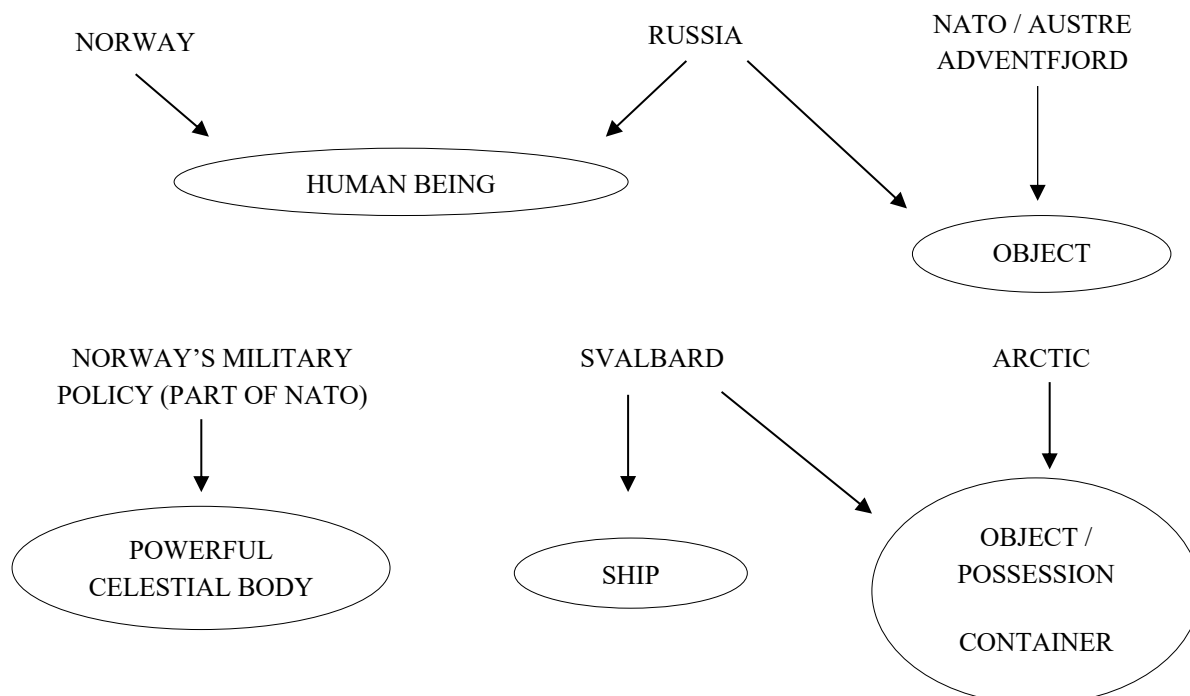 NORWAY
RUSSIA
NATO / AUSTRE
ADVENTFJORD
HUMAN BEING
OBJECT
NORWAY’S MILITARY
POLICY (PART OF NATO)
SVALBARD
ARCTIC
POWERFUL
CELESTIAL BODY
SHIP
OBJECT /
POSSESSION
CONTAINER